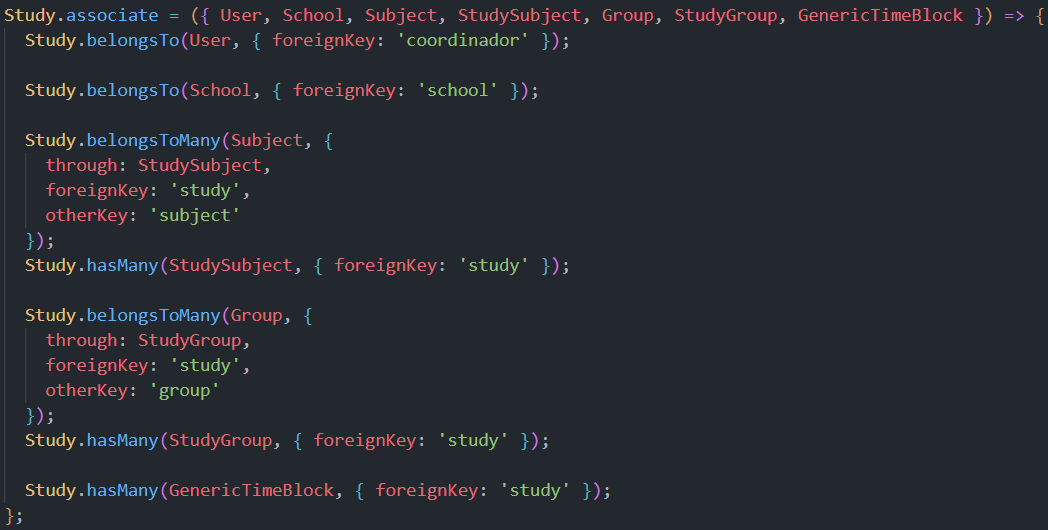 Study.associate = ({ User, School, Subject, StudySubject, Group, StudyGroup, GenericTimeBlock }) => {
  Study.belongsTo(User, { foreignKey: 'coordinador' });

  Study.belongsTo(School, { foreignKey: 'school' });

  Study.belongsToMany(Subject, {
    through: StudySubject,
    foreignKey: 'study',
    otherKey: 'subject'
  });
  Study.hasMany(StudySubject, { foreignKey: 'study' });

  Study.belongsToMany(Group, {
    through: StudyGroup,
    foreignKey: 'study',
    otherKey: 'group'
  });
  Study.hasMany(StudyGroup, { foreignKey: 'study' });

  Study.hasMany(GenericTimeBlock, { foreignKey: 'study' });
};